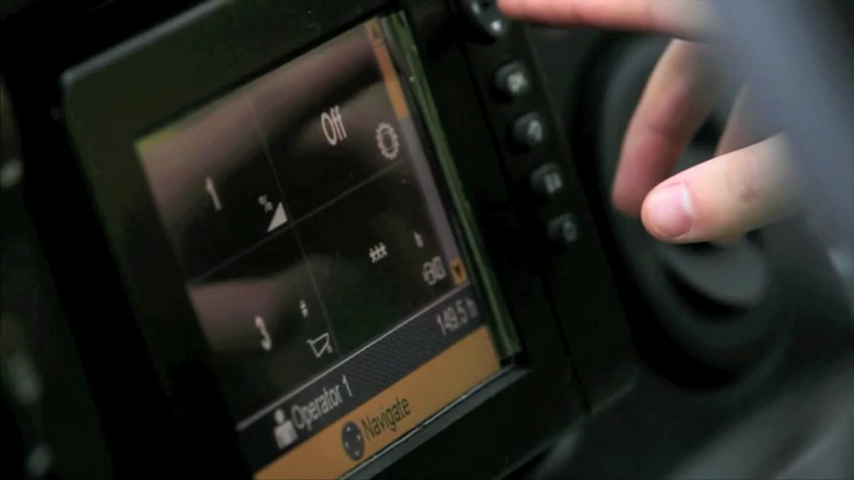 Off
1 %
###
h
3 #
149.5 h
Operator 1
Navigate